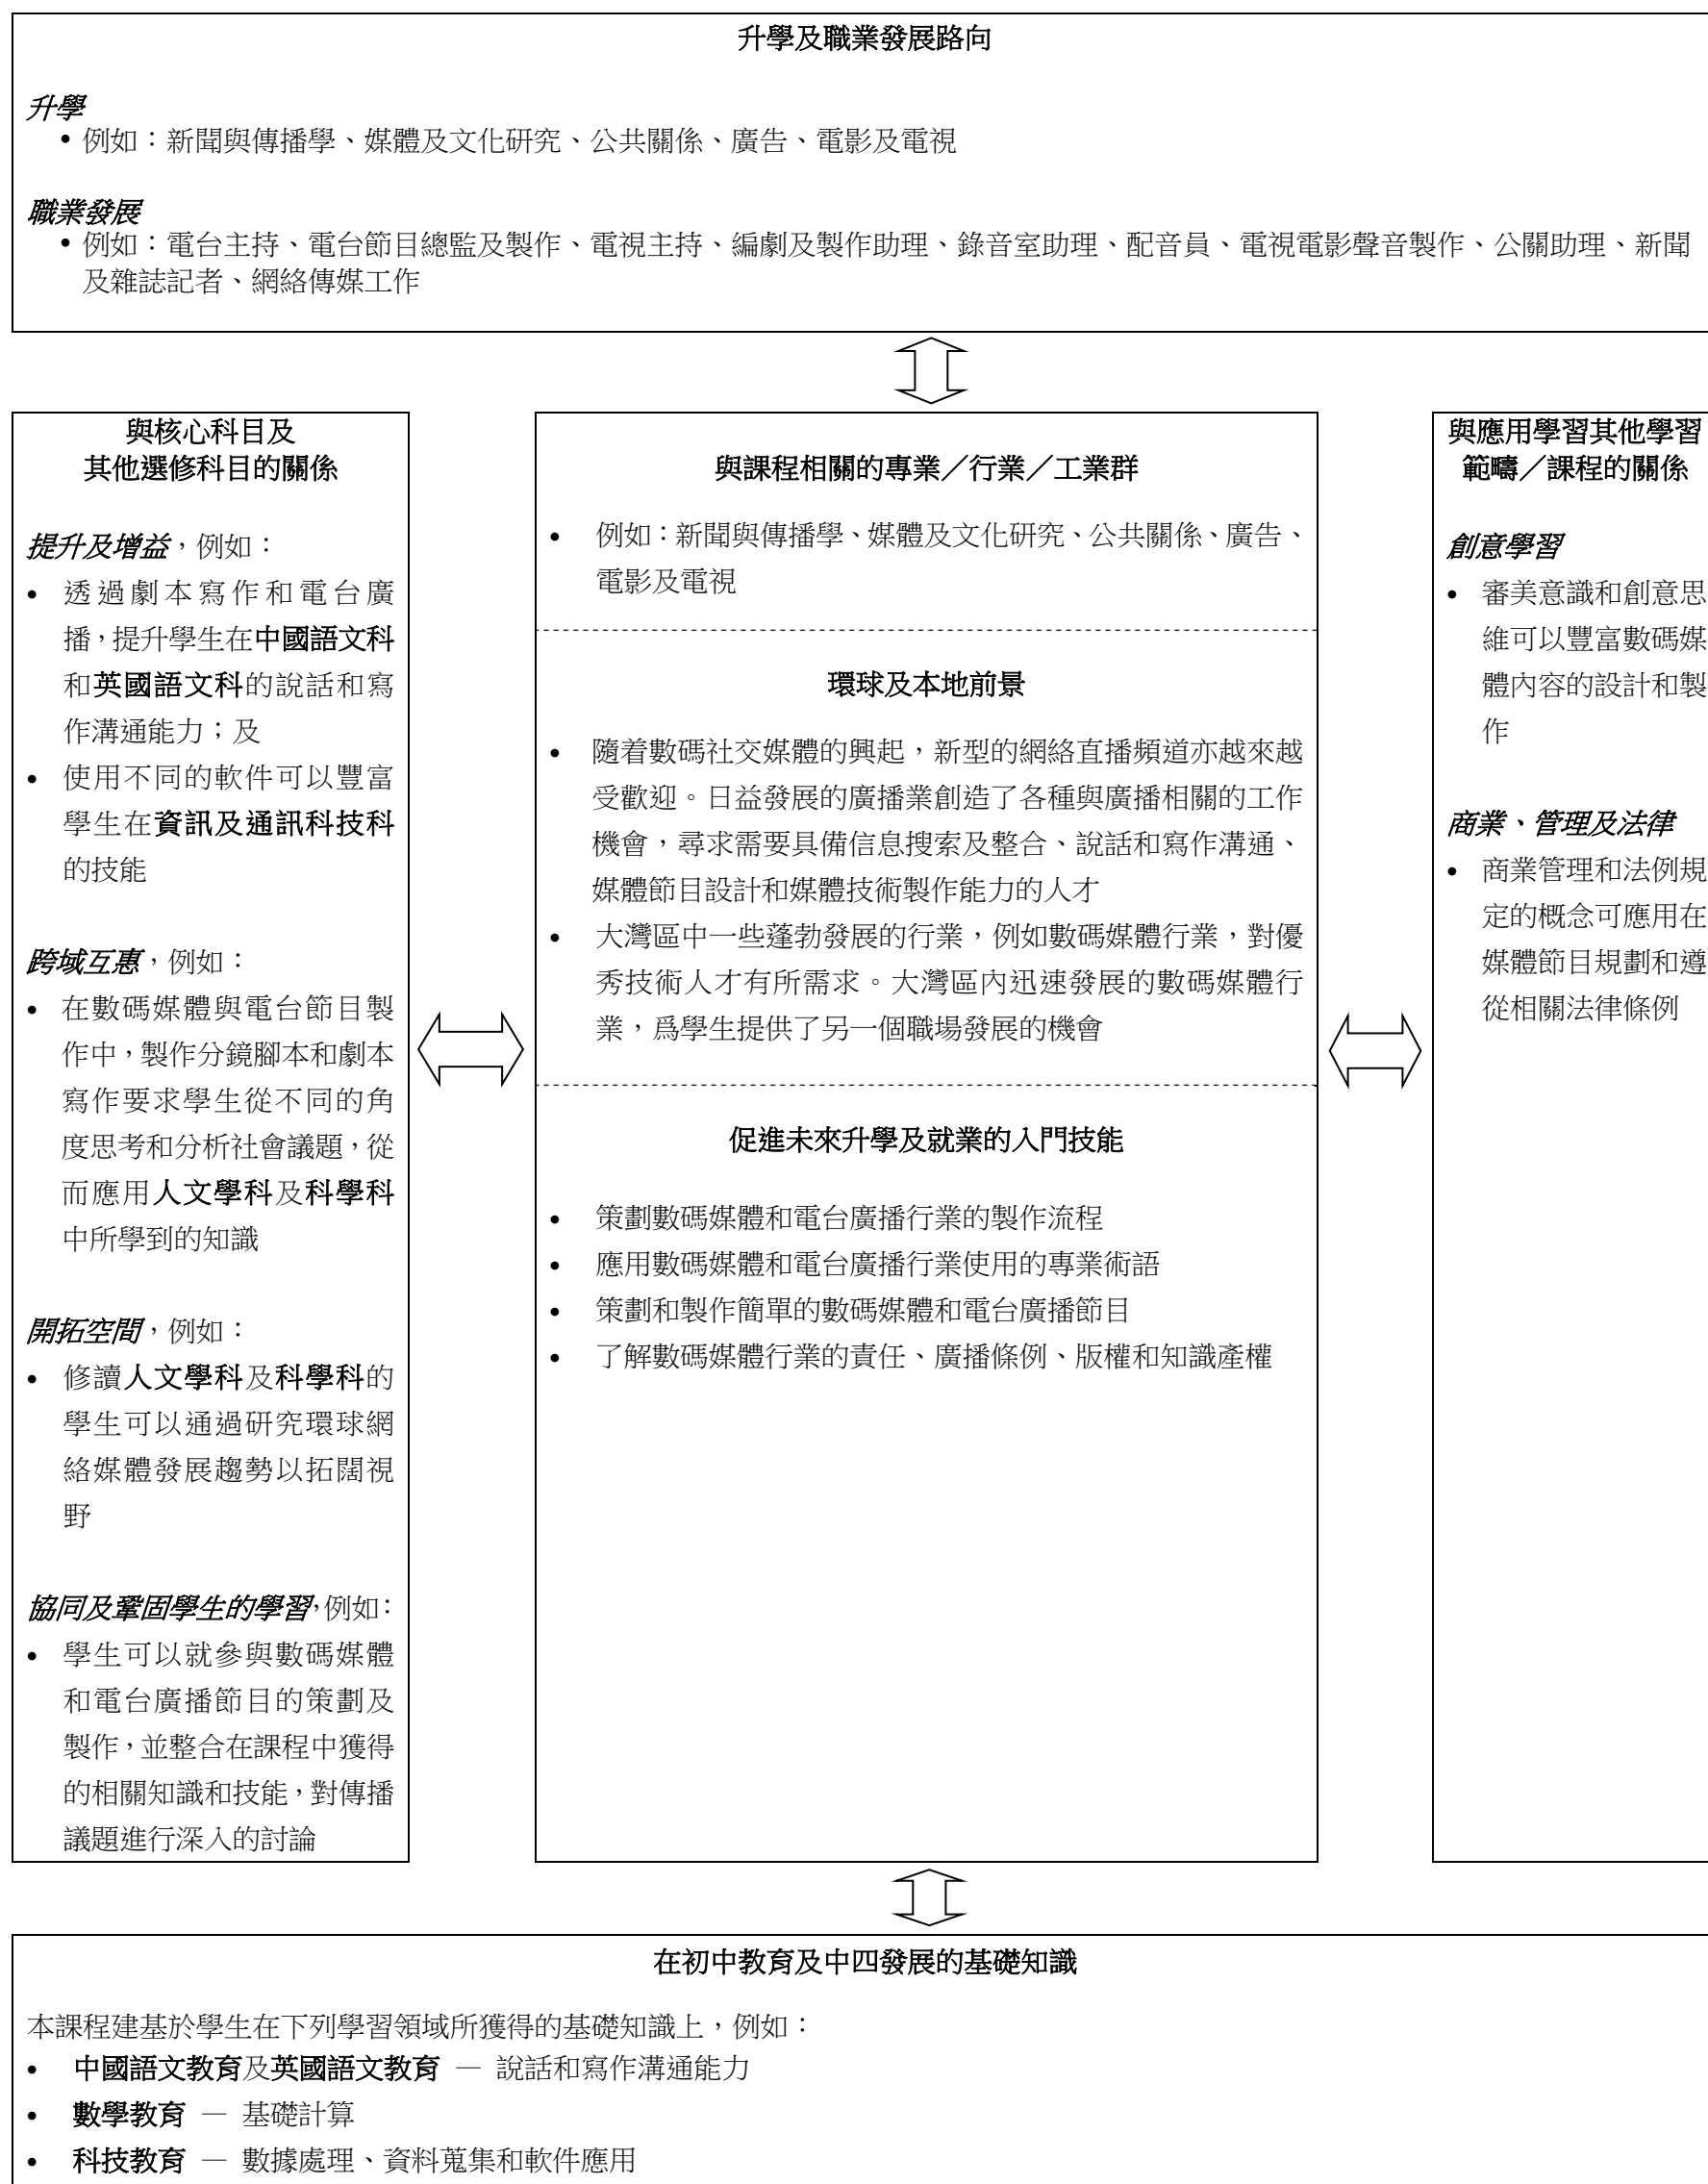 升學及職業發展路向
升學
• 例如：新聞與傳播學、媒體及文化研究、公共關係、廣告、電影及電視
職業發展
• 例如：電台主持、電台節目總監及製作、電視主持、編劇及製作助理、錄音室助理、配音員、電視電影聲音製作、公關助理、新聞
及雜誌記者、網絡傳媒工作
與核心科目及
其他選修科目的關係
提升及增益，例如：
• 透過劇本寫作和電台廣
播，提升學生在中國語文科
和英國語文科的說話和寫
作溝通能力；及
• 使用不同的軟件可以豐富
學生在資訊及通訊科技科
的技能
跨域互惠，例如：
• 在數碼媒體與電台節目製
作中，製作分鏡腳本和劇本
寫作要求學生從不同的角
度思考和分析社會議題，從
而應用人文學科及科學科
中所學到的知識
開拓空間，例如：
• 修讀人文學科及科學科的
學生可以通過研究環球網
絡媒體發展趨勢以拓闊視
野
協同及鞏固學生的學習，例如：
• 學生可以就參與數碼媒體
和電台廣播節目的策劃及
製作，並整合在課程中獲得
的相關知識和技能，對傳播
議題進行深入的討論
與課程相關的專業／行業／工業群
• 例如：新聞與傳播學、媒體及文化研究、公共關係、廣告、
電影及電視
環球及本地前景
• 隨着數碼社交媒體的興起，新型的網絡直播頻道亦越來越
受歡迎。日益發展的廣播業創造了各種與廣播相關的工作
機會，尋求需要具備信息搜索及整合、說話和寫作溝通、
媒體節目設計和媒體技術製作能力的人才
• 大灣區中一些蓬勃發展的行業，例如數碼媒體行業，對優
秀技術人才有所需求。大灣區內迅速發展的數碼媒體行
業，爲學生提供了另一個職場發展的機會
促進未來升學及就業的入門技能
• 策劃數碼媒體和電台廣播行業的製作流程
• 應用數碼媒體和電台廣播行業使用的專業術語
• 策劃和製作簡單的數碼媒體和電台廣播節目
• 了解數碼媒體行業的責任、廣播條例、版權和知識產權
與應用學習其他學習
範疇／課程的關係
創意學習
• 審美意識和創意思
維可以豐富數碼媒
體內容的設計和製
作
商業、管理及法律
• 商業管理和法例規
定的概念可應用在
媒體節目規劃和遵
從相關法律條例
在初中教育及中四發展的基礎知識
本課程建基於學生在下列學習領域所獲得的基礎知識上，例如：
• 中國語文教育及英國語文教育 — 說話和寫作溝通能力
• 數學教育 — 基礎計算
• 科技教育 — 數據處理、資料蒐集和軟件應用